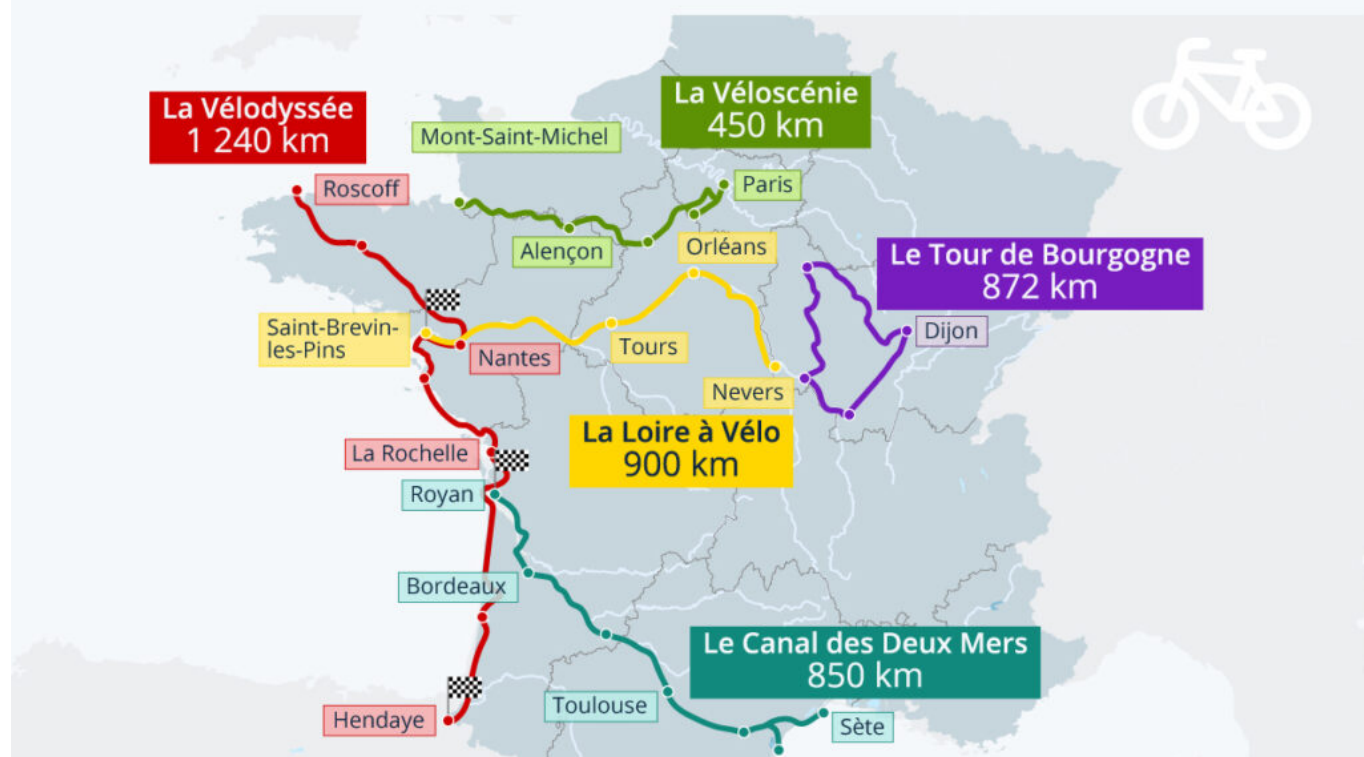 La Vélodyssée
1 240 km
La Véloscénie
450 km
Mont-Saint-Michel
Roscoff
Paris
Alençon
Orléans
Le Tour de Bourgogne
872 km
Saint-Brevin-
les-Pins
Tours
Dijon
Nantes
Nevers
La Loire à Vélo
900 km
La Rochelle
Royan
Bordeaux
Le Canal des Deux Mers
850 km
Toulouse
Hendaye
Sète